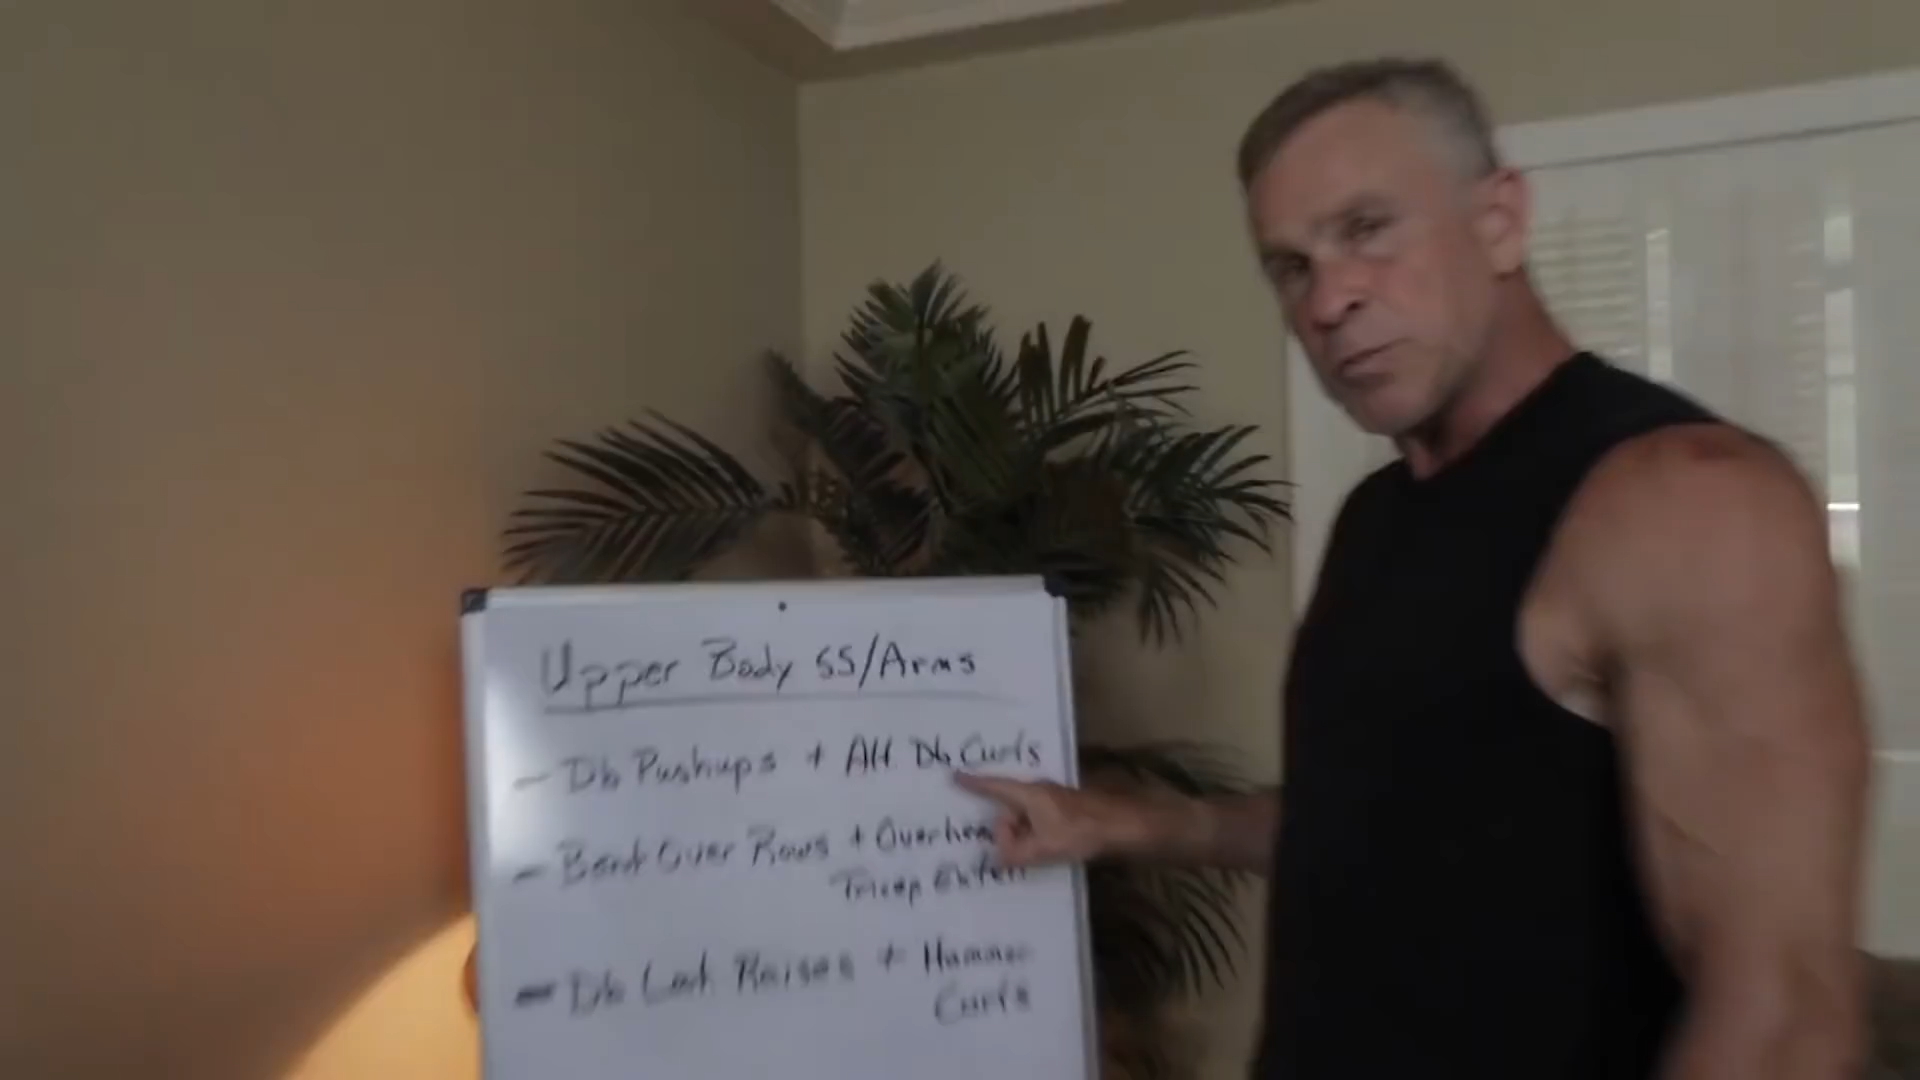 Upper Body SS/Arms
- Db Pushups + Alt. Db Curls
- Bent Over Rows + Overhea
Tricep Exten
- Db Lat Raises + Hammer
Curls